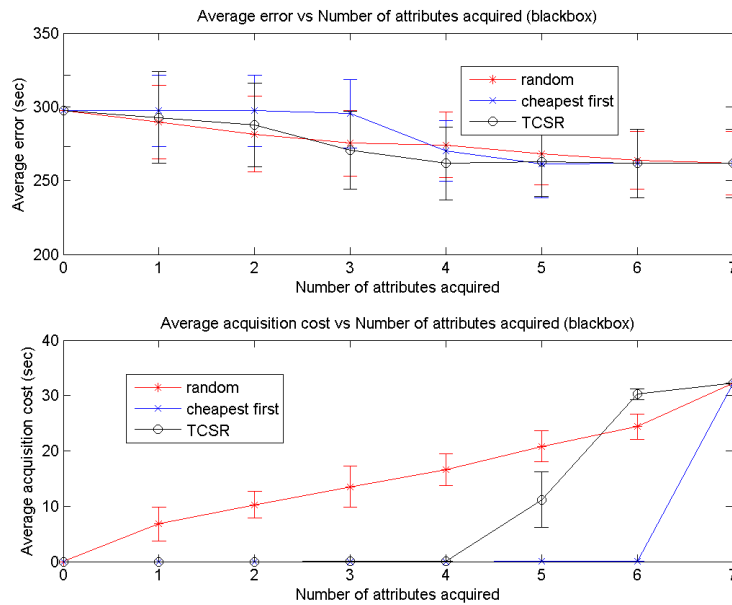 Average error vs Number of attributes acquired (blackbox)
350
300
250
200
Average error (sec)
random
cheapest first
TCSR
0 1 2 3 4 5 6 7
Number of attributes acquired
Average acquisition cost vs Number of attributes acquired (blackbox)
40
30
20
10
0
Average acquisition cost (sec)
random
cheapest first
TCSR
0 1 2 3 4 5 6 7
Number of attributes acquired